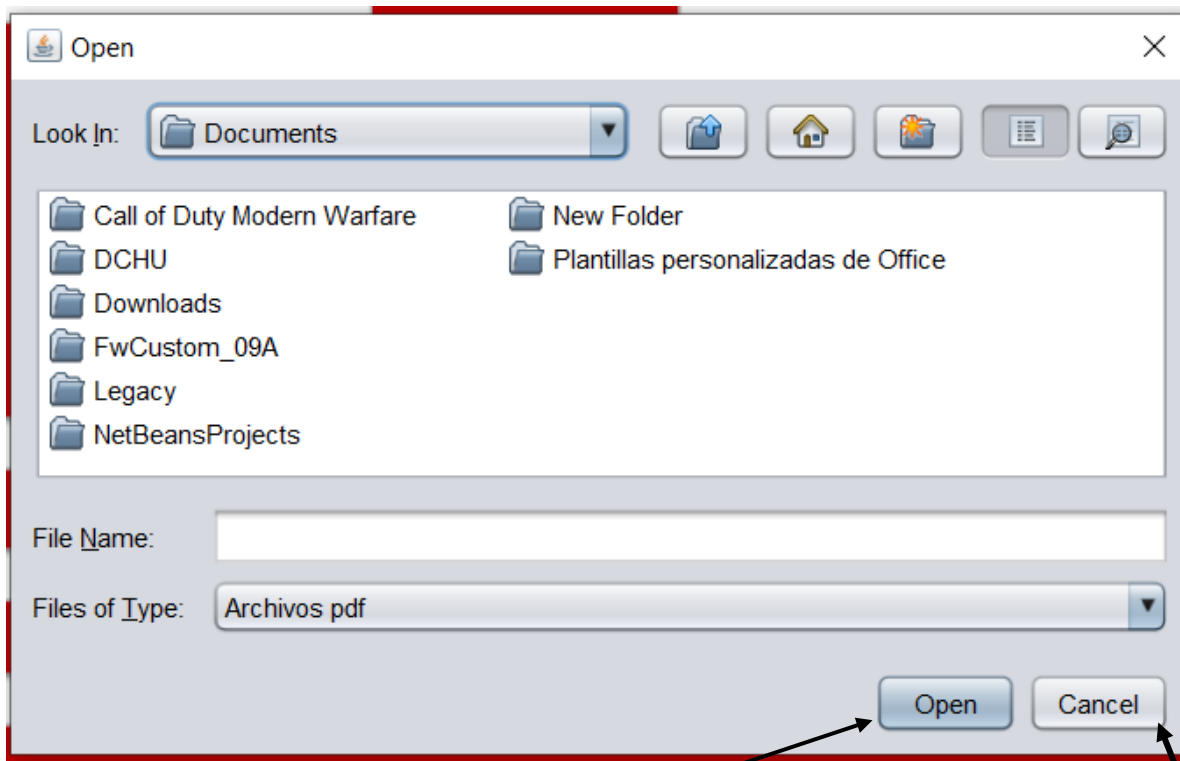 Open
Look In: Documents
Call of Duty Modern Warfare New Folder
DCHU Plantillas personalizadas de Office
Downloads
FwCustom_09A
Legacy
NetBeansProjects
File Name:
Files of Type: Archivos pdf
Open Cancel